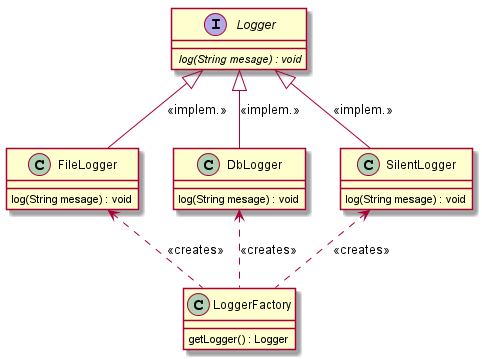 I Logger
log(String mesage) : void
«implem.» «implem.» «implem.»
C FileLogger C DbLogger C SilentLogger
log(String mesage) : void log(String mesage) : void log(String mesage) : void
«creates» «creates» «creates»
C LoggerFactory
getLogger() : Logger